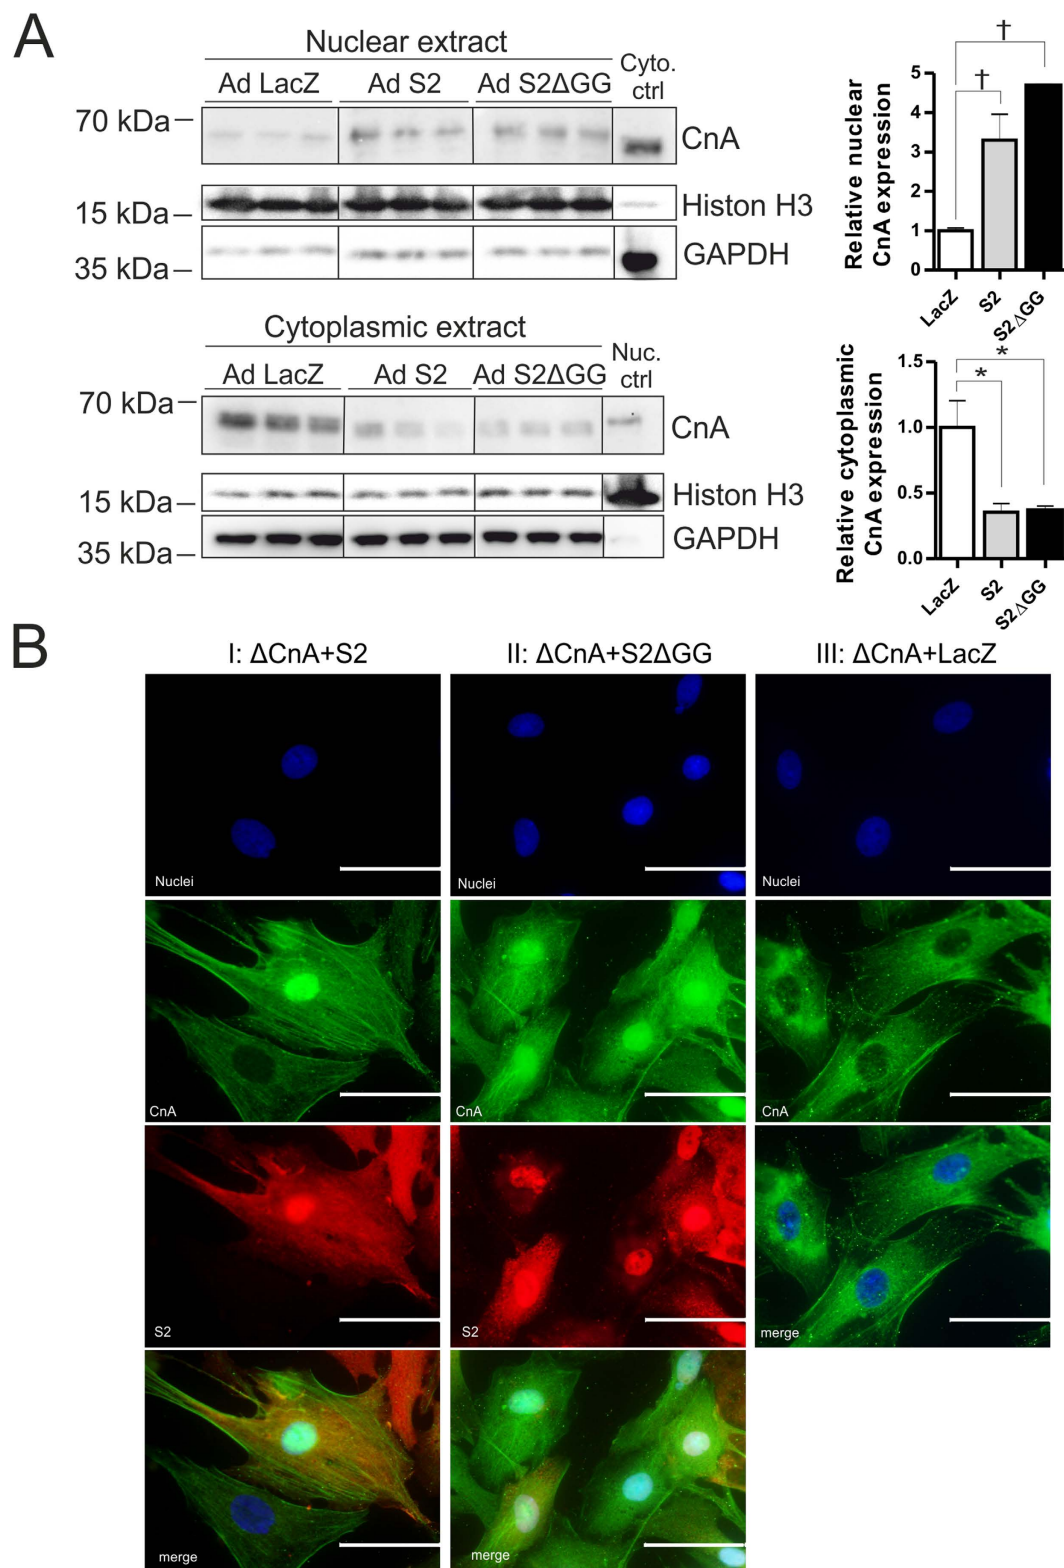 A
Nuclear extract
Ad LacZ
Ad S2
Ad S2ΔGG
Cyto.
ctrl
70 kDa
CnA
15 kDa
Histon H3
35 kDa
GAPDH
Relative nuclear
CnA expression
5
4
3
2
1
0
†
†
LacZ
S2
S2ΔGG
Cytoplasmic extract
Ad LacZ
Ad S2
Ad S2ΔGG
Nuc.
ctrl
70 kDa
CnA
15 kDa
Histon H3
35 kDa
GAPDH
Relative cytoplasmic
CnA expression
1.5
1.0
0.5
0.0
*
*
LacZ
S2
S2ΔGG
B
I: ΔCnA+S2
II: ΔCnA+S2ΔGG
III: ΔCnA+LacZ
Nuclei
Nuclei
Nuclei
CnA
CnA
CnA
S2
S2
merge
merge
merge